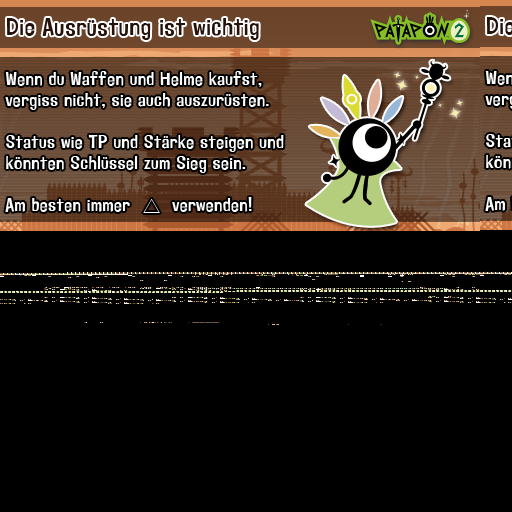 Die Ausrüstung ist wichtig
PATAPON 2
Die
Wenn du Waffen und Helme kaufst,
vergiss nicht, sie auch auszurüsten.
Status wie TP und Stärke steigen und
könnten Schlüssel zum Sieg sein.
Am besten immer △ verwenden!